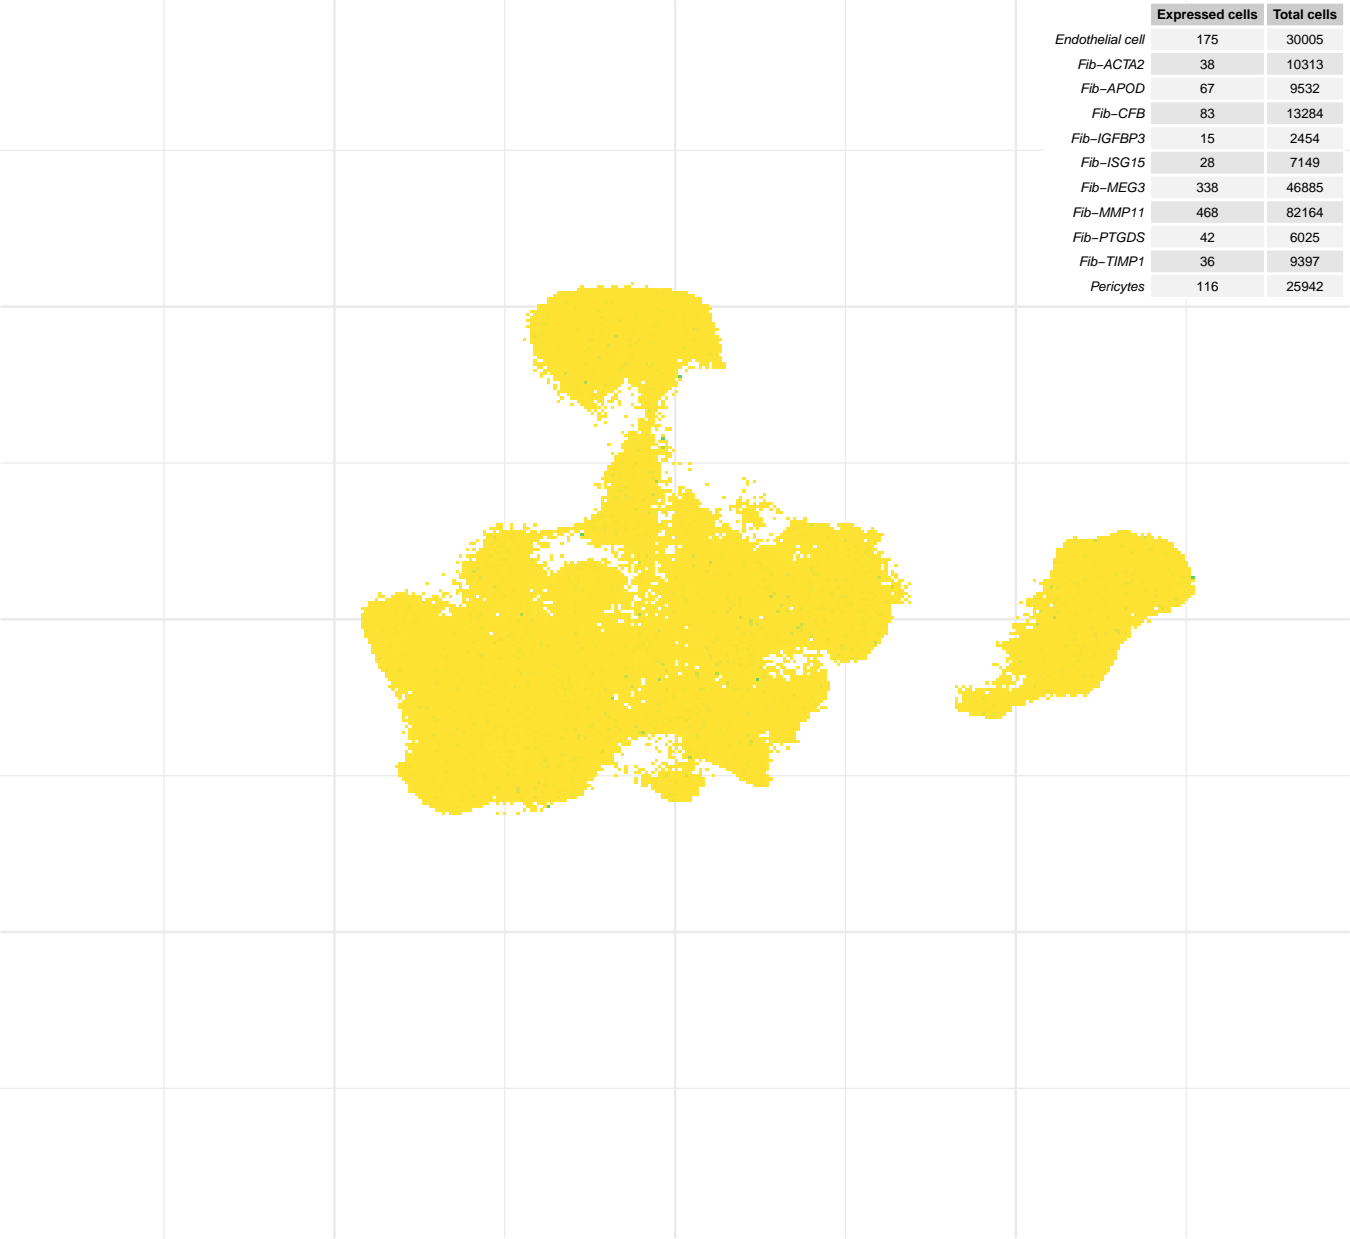 Expressed cells Total cells
Endothelial cell 175 30005
Fib−ACTA2 38 10313
Fib−APOD 67 9532
Fib−CFB 83 13284
Fib−IGFBP3 15 2454
Fib−ISG15 28 7149
Fib−MEG3 338 46885
Fib−MMP11 468 82164
Fib−PTGDS 42 6025
Fib−TIMP1 36 9397
Pericytes 116 25942